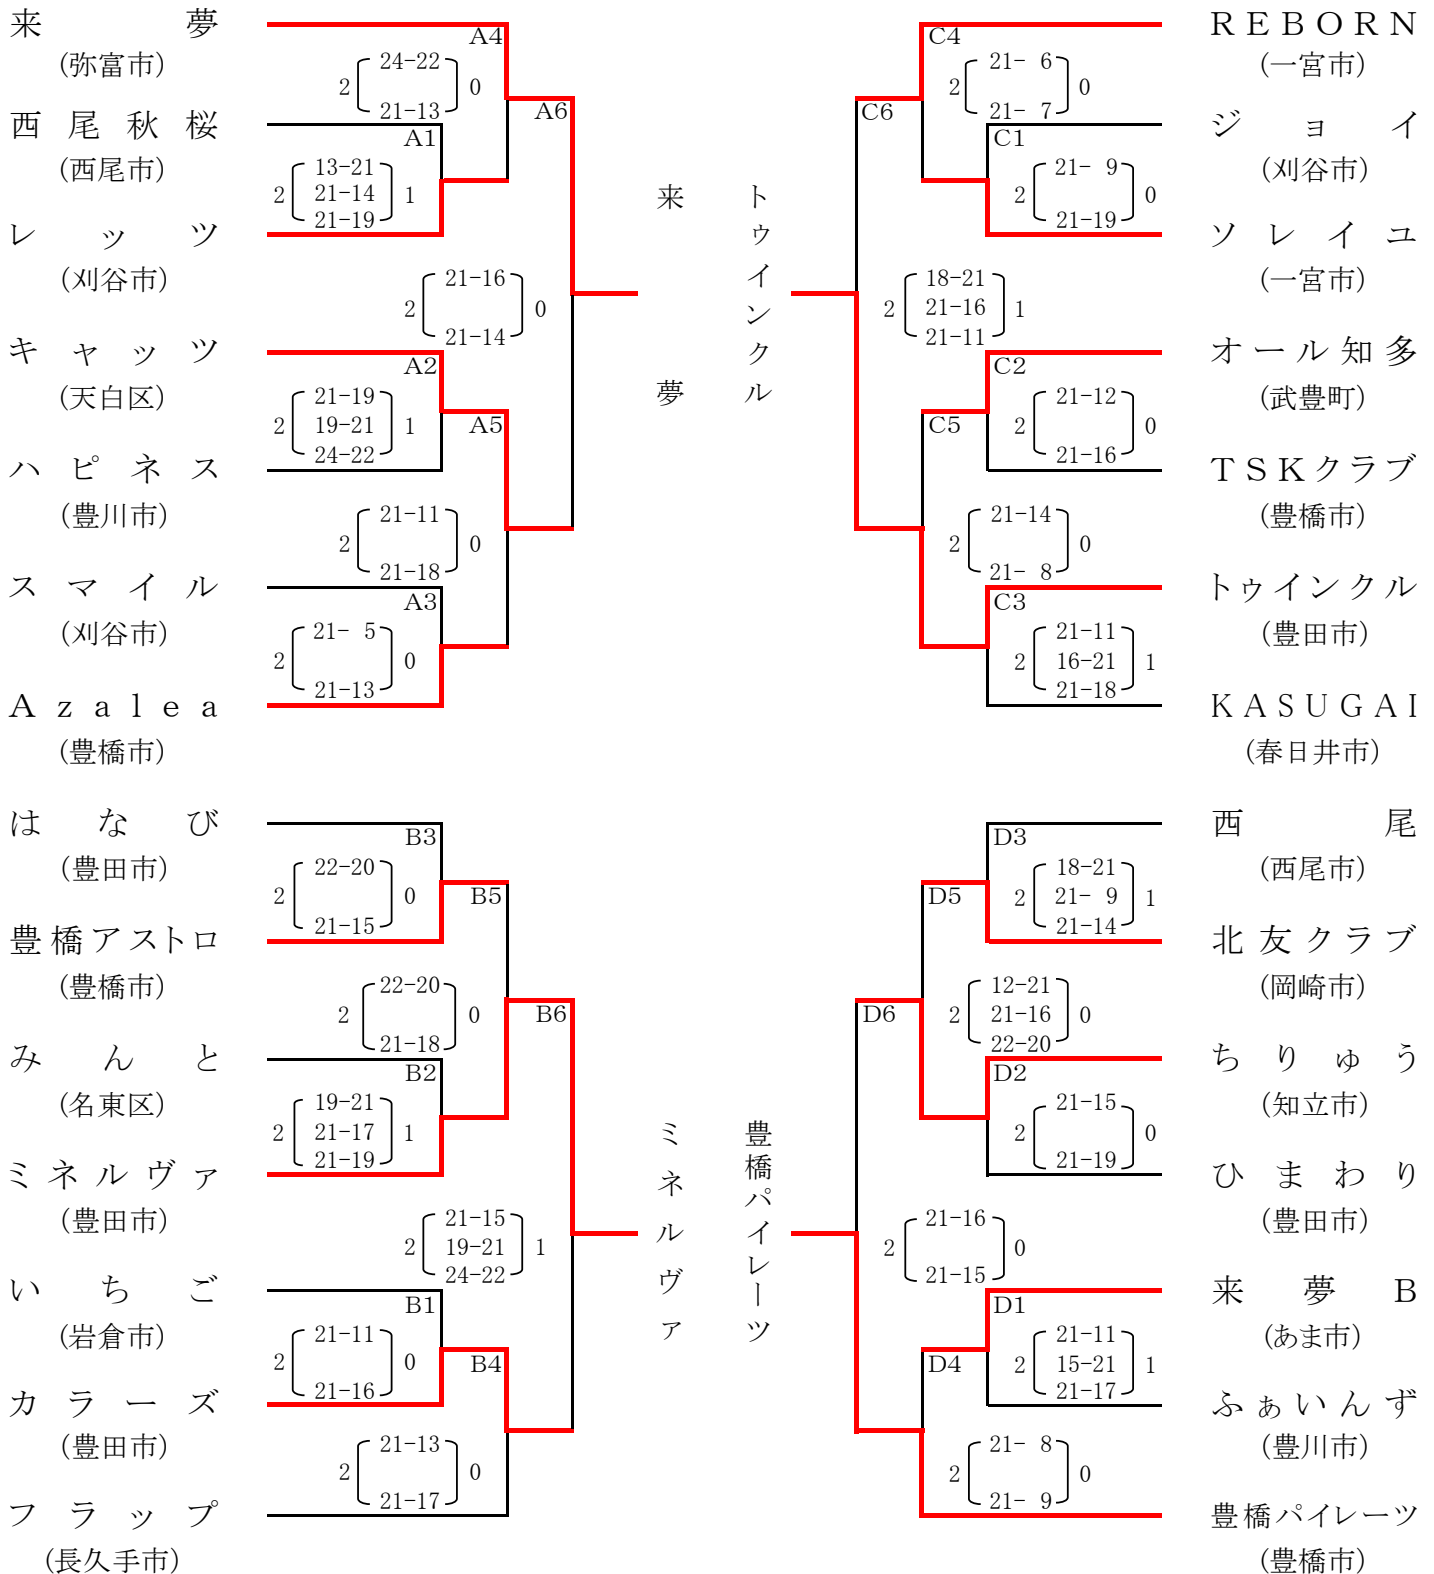 来夢
(弥富市)
西尾秋桜
(西尾市)
レッツ
(刈谷市)
キャッツ
(天白区)
ハピネス
(豊川市)
スマイル
(刈谷市)
Azalea
(豊橋市)
A4
2 24-22 0
21-13
A1
13-21
2 21-14 1
21-19
A6
21-16
2 0
21-14
A2
21-19
2 19-21 1
24-22
A5
21-11
2 0
21-18
A3
21- 5
2 0
21-13
来夢
トゥインクル
REBORN
(一宮市)
ジョイ
(刈谷市)
ソレイユ
(一宮市)
オール知多
(武豊町)
TSKクラブ
(豊橋市)
トゥインクル
(豊田市)
KASUGAI
(春日井市)
C4
21- 6
2 0
21- 7
C1
21- 9
2 0
21-19
C6
18-21
2 21-16 1
21-11
C2
21-12
2 0
21-16
C5
21-14
2 0
21- 8
C3
21-11
2 16-21 1
21-18
はなび
(豊田市)
豊橋アストロ
(豊橋市)
みんと
(名東区)
ミネルヴァ
(豊田市)
いちご
(岩倉市)
カラーズ
(豊田市)
フラップ
(長久手市)
B3
22-20
2 0
21-15
B5
22-20
2 0
21-18
B2
19-21
2 21-17 1
21-19
B6
21-15
2 19-21 1
24-22
B1
21-11
2 0
21-16
B4
21-13
2 0
21-17
ミネルヴァ
豊橋パイレーツ
西尾
(西尾市)
北友クラブ
(岡崎市)
ちりゅう
(知立市)
ひまわり
(豊田市)
来夢B
(あま市)
ふぁいんず
(豊川市)
豊橋パイレーツ
(豊橋市)
D3
18-21
2 21- 9 1
21-14
D5
12-21
2 21-16 0
22-20
D2
21-15
2 0
21-19
D6
21-16
2 0
21-15
D1
21-11
2 15-21 1
21-17
D4
21- 8
2 0
21- 9